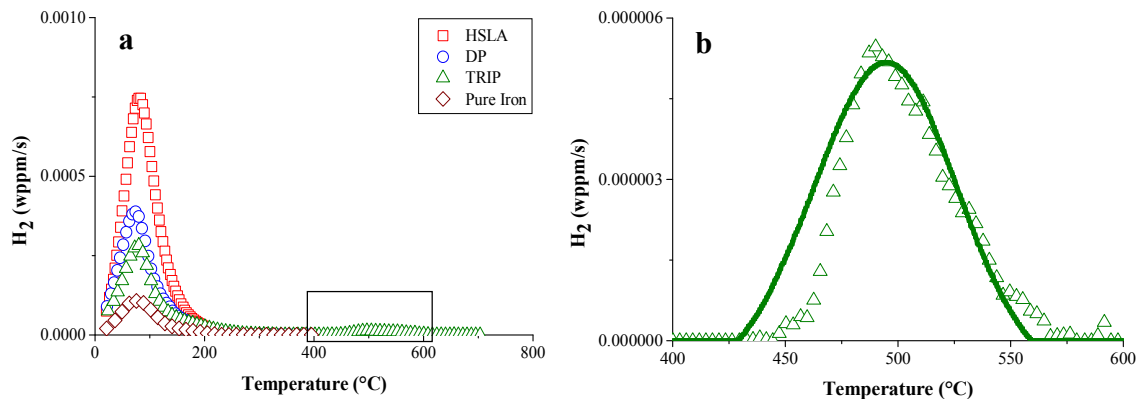 a
HSLA
DP
TRIP
Pure Iron
0.0010
0.0005
0.0000
H2 (wppm/s)
0 200 400 600 800
Temperature (°C)
b
0.000006
0.000003
0.000000
H2 (wppm/s)
400 450 500 550 600
Temperature (°C)